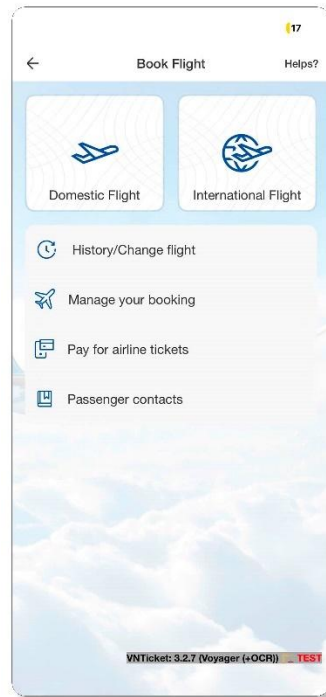 17
Book Flight Helps?
Domestic Flight International Flight
History/Change flight
Manage your booking
Pay for airline tickets
Passenger contacts
VNTicket: 3.2.7 (Voyager (+OCR)) _ TEST